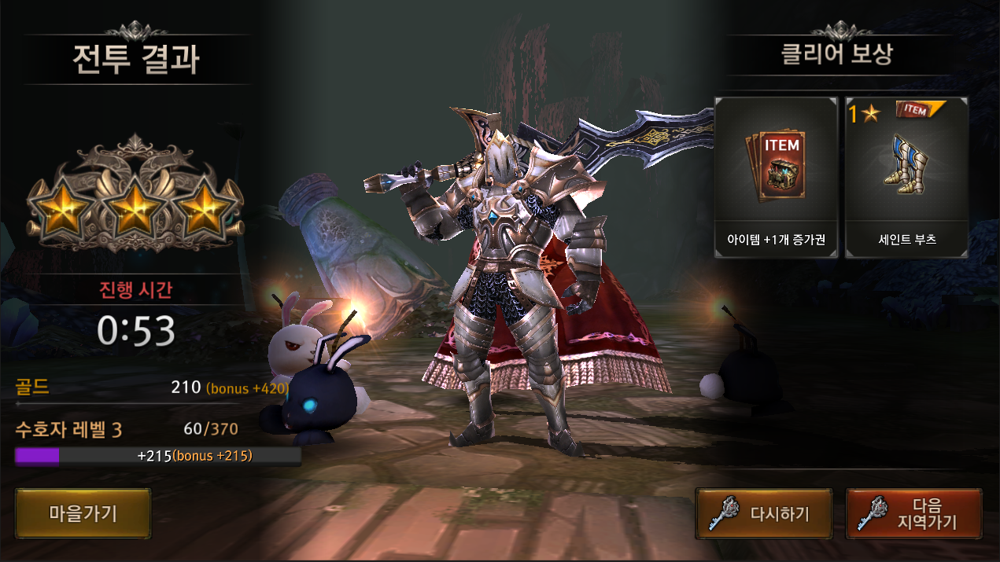 전투 결과
진행 시간
0:53
골드 210 (bonus +420)
수호자 레벨 3 60/370
+215(bonus +215)
마을가기
클리어 보상
ITEM
아이템 +1개 증가권
1
ITEM
세인트 부츠
다시하기
다음
지역가기